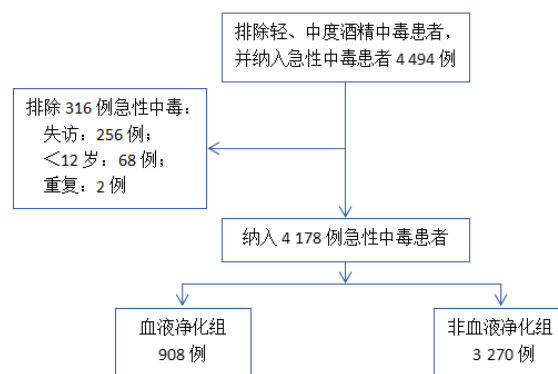 排除轻、中度酒精中毒患者，
并纳入急性中毒患者 4 494 例
排除 316 例急性中毒：
失访：256 例；
＜12 岁：68 例；
重复：2 例
纳入 4 178 例急性中毒患者
血液净化组
908 例
非血液净化组
3 270 例